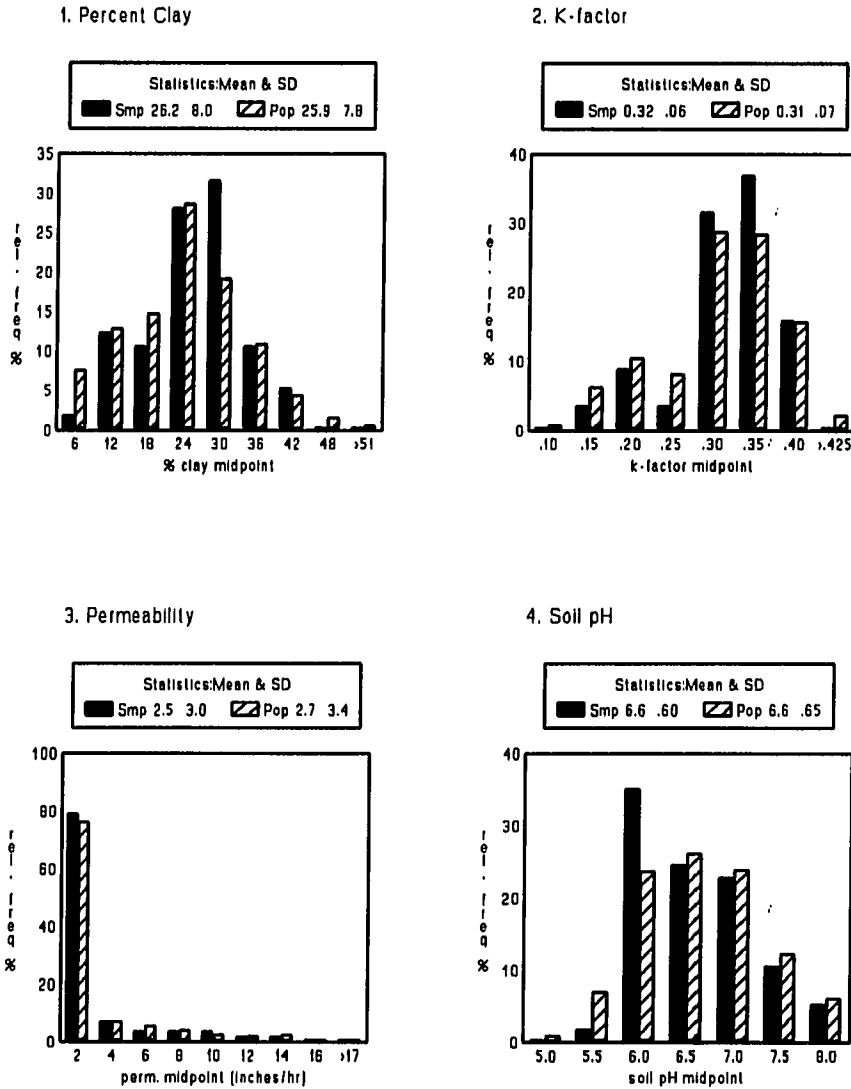 1. Percent Clay
Statistics:Mean & SD
Smp 26.2 8.0 Pop 25.9 7.8
35
30
25
20
15
10
5
0
rel. freq %
6 12 18 24 30 36 42 48 >51
% clay midpoint
2. K-factor
Statistics:Mean & SD
Smp 0.32 .06 Pop 0.31 .07
40
30
20
10
0
rel. freq %
.10 .15 .20 .25 .30 .35 .40 >.425
k-factor midpoint
3. Permeability
Statistics:Mean & SD
Smp 2.5 3.0 Pop 2.7 3.4
100
80
60
40
20
0
rel. freq %
2 4 6 8 10 12 14 16 >17
perm. midpoint (inches/hr)
4. Soil pH
Statistics:Mean & SD
Smp 6.6 .60 Pop 6.6 .65
40
30
20
10
0
rel. freq %
5.0 5.5 6.0 6.5 7.0 7.5 8.0
soil pH midpoint